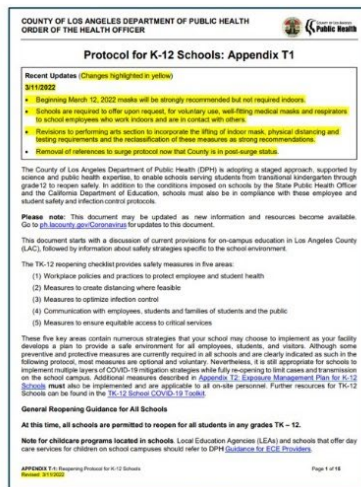 COUNTY OF LOS ANGELES DEPARTMENT OF PUBLIC HEALTH
ORDER OF THE HEALTH OFFICER
Public Health
Protocol for K-12 Schools: Appendix T1
Recent Updates (Changes highlighted in yellow)
3/11/2022
• Beginning March 12, 2022 masks will be strongly recommended but not required indoors.
• Schools are required to offer upon request, for voluntary use, well-fitting medical masks and respirators
to school employees who work indoors and are in contact with others.
• Revisions to performing arts section to incorporate the lifting of indoor mask, physical distancing and
testing requirements and the reclassification of these measures as strong recommendations.
• Removal of references to surge protocol now that County is in post-surge status.
The County of Los Angeles Department of Public Health (DPH) is adopting a staged approach, supported by
science and public health expertise, to enable schools serving students from transitional kindergarten through
grade12 to reopen safely. In addition to the conditions imposed on schools by the State Public Health Officer
and the California Department of Education, schools must also be in compliance with these employee and
student safety and infection control protocols.
Please note: This document may be updated as new information and resources become available.
Go to ph.lacounty.gov/Coronavirus for updates to this document.
This document starts with a discussion of current provisions for on-campus education in Los Angeles County
(LAC), followed by information about safety strategies specific to the school environment.
The TK-12 reopening checklist provides safety measures in five areas:
(1) Workplace policies and practices to protect employee and student health
(2) Measures to create distancing where feasible
(3) Measures to optimize infection control
(4) Communication with employees, students and families of students and the public
(5) Measures to ensure equitable access to critical services
These five key areas contain numerous strategies that your school may choose to implement as your facility
develops a plan to provide a safe environment for all employees, students, and visitors. Although some
preventive and protective measures are currently required in all schools and are clearly indicated as such in the
following protocol, most measures are optional and voluntary. Nevertheless, it is still appropriate for schools to
implement multiple layers of COVID-19 mitigation strategies while fully re-opening to limit cases and transmission
on the school campus. Additional measures described in Appendix T2: Exposure Management Plan for K-12
Schools must also be implemented and are applicable to all on-site personnel. Further resources for TK-12
Schools can be found in the TK-12 School COVID-19 Toolkit.
General Reopening Guidance for All Schools
At this time, all schools are permitted to reopen for all students in any grades TK – 12.
Note for childcare programs located in schools. Local Education Agencies (LEAs) and schools that offer day
care services for children on school campuses should refer to DPH Guidance for ECE Providers.
APPENDIX T-1: Reopening Protocol for K-12 Schools
Page 1 of 15
Revised 3/11/2022